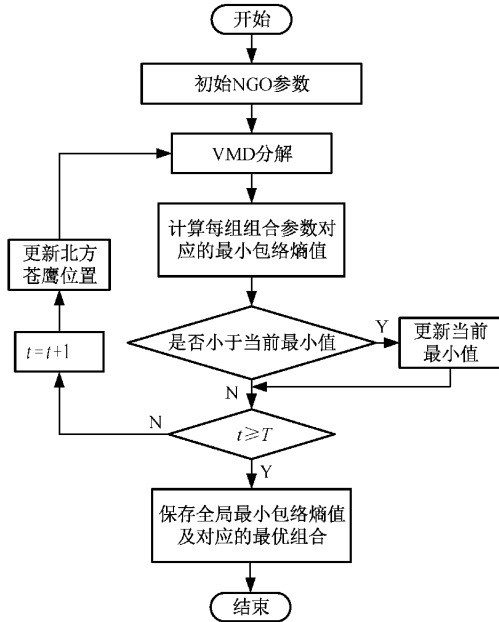 开始
初始NGO参数
VMD分解
计算每组组合参数对
应的最小包络熵值
更新北方
苍鹰位置
是否小于当前最小值
Y
更新当前
最小值
t=t+1
N
N
t≥T
Y
保存全局最小包络熵值
及对应的最优组合
结束